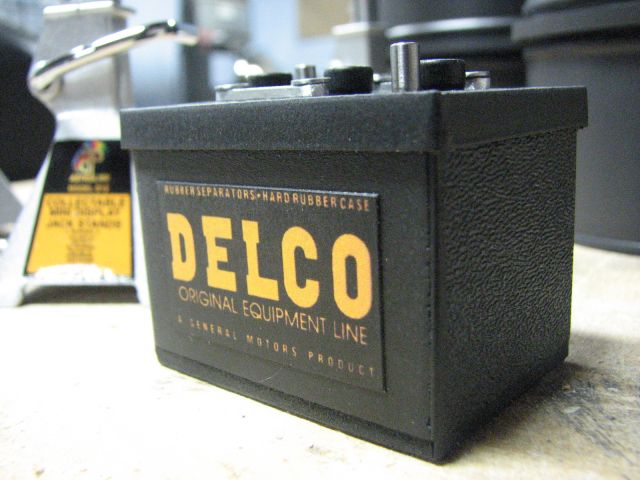 RUBBER SEPARATORS • HARD RUBBER CASE
DELCO
ORIGINAL EQUIPMENT LINE
A GENERAL MOTORS PRODUCT
COLLECTABLE
MINI DISPLAY
JACK STANDS